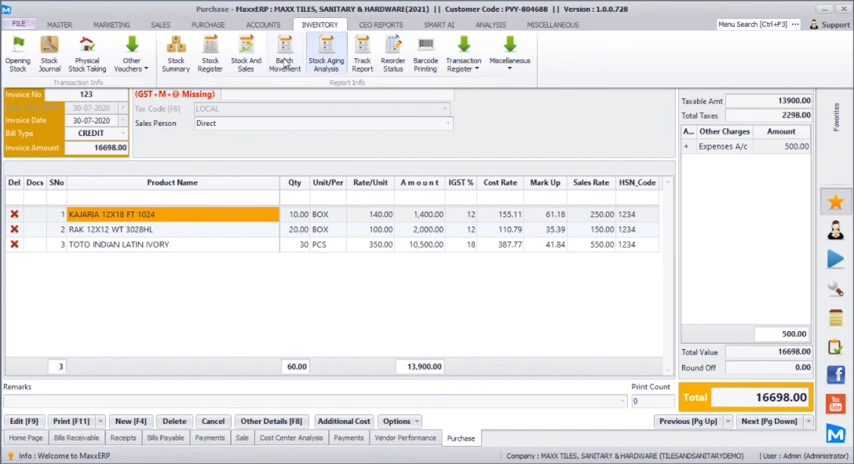 Purchase - MaxxERP : MAXX TILES, SANITARY & HARDWARE(2021) || Customer Code : PVY-804688 || Version : 1.0.0.728
FILE MASTER MARKETING SALES PURCHASE ACCOUNTS INVENTORY CEO REPORTS SMART AI ANALYSIS MISCELLANEOUS Menu Search [Ctrl+F3] ... Support
Opening Stock Physical Other Stock Stock Stock And Batch Stock Aging Track Reorder Barcode Transaction Miscellaneous
Stock Journal Stock Taking Vouchers Summary Register Sales Movement Analysis Report Status Printing Register
Transaction Info Report Info
Invoice No 123 (GST+M+@ Missing)
30-07-2020 Tax Code [F6] LOCAL
Invoice Date 30-07-2020 Sales Person Direct
Bill Type CREDIT
Invoice Amount 16698.00
Taxable Amt 13900.00
Total Taxes 2298.00
A... Other Charges Amount
+ Expenses A/c 500.00
Favorites
Del Docs SNo Product Name Qty Unit/Per Rate/Unit A m o u n t IGST % Cost Rate Mark Up Sales Rate HSN_Code
1 KAJARIA 12X18 FT 1024 10.00 BOX 140.00 1,400.00 12 155.11 61.18 250.00 1234
2 RAK 12X12 WT 3028HL 20.00 BOX 100.00 2,000.00 12 110.79 35.39 150.00 1234
3 TOTO INDIAN LATIN IVORY 30 PCS 350.00 10,500.00 18 387.77 41.84 550.00 1234
3 60.00 13,900.00
500.00
Total Value 16698.00
Round Off 0.00
Remarks Print Count
0
Total 16698.00
Edit [F9] Print [F11] New [F4] Delete Cancel Other Details [F8] Additional Cost Options Previous [Pg Up] Next [Pg Down]
Home Page Bills Receivable Receipts Bills Payable Payments Sale Cost Center Analysis Payments Vendor Performance Purchase
Info : Welcome to MaxxERP Company : MAXX TILES, SANITARY & HARDWARE (TILESANDSANITARYDEMO) User : Admin (Administrator)
You Tube